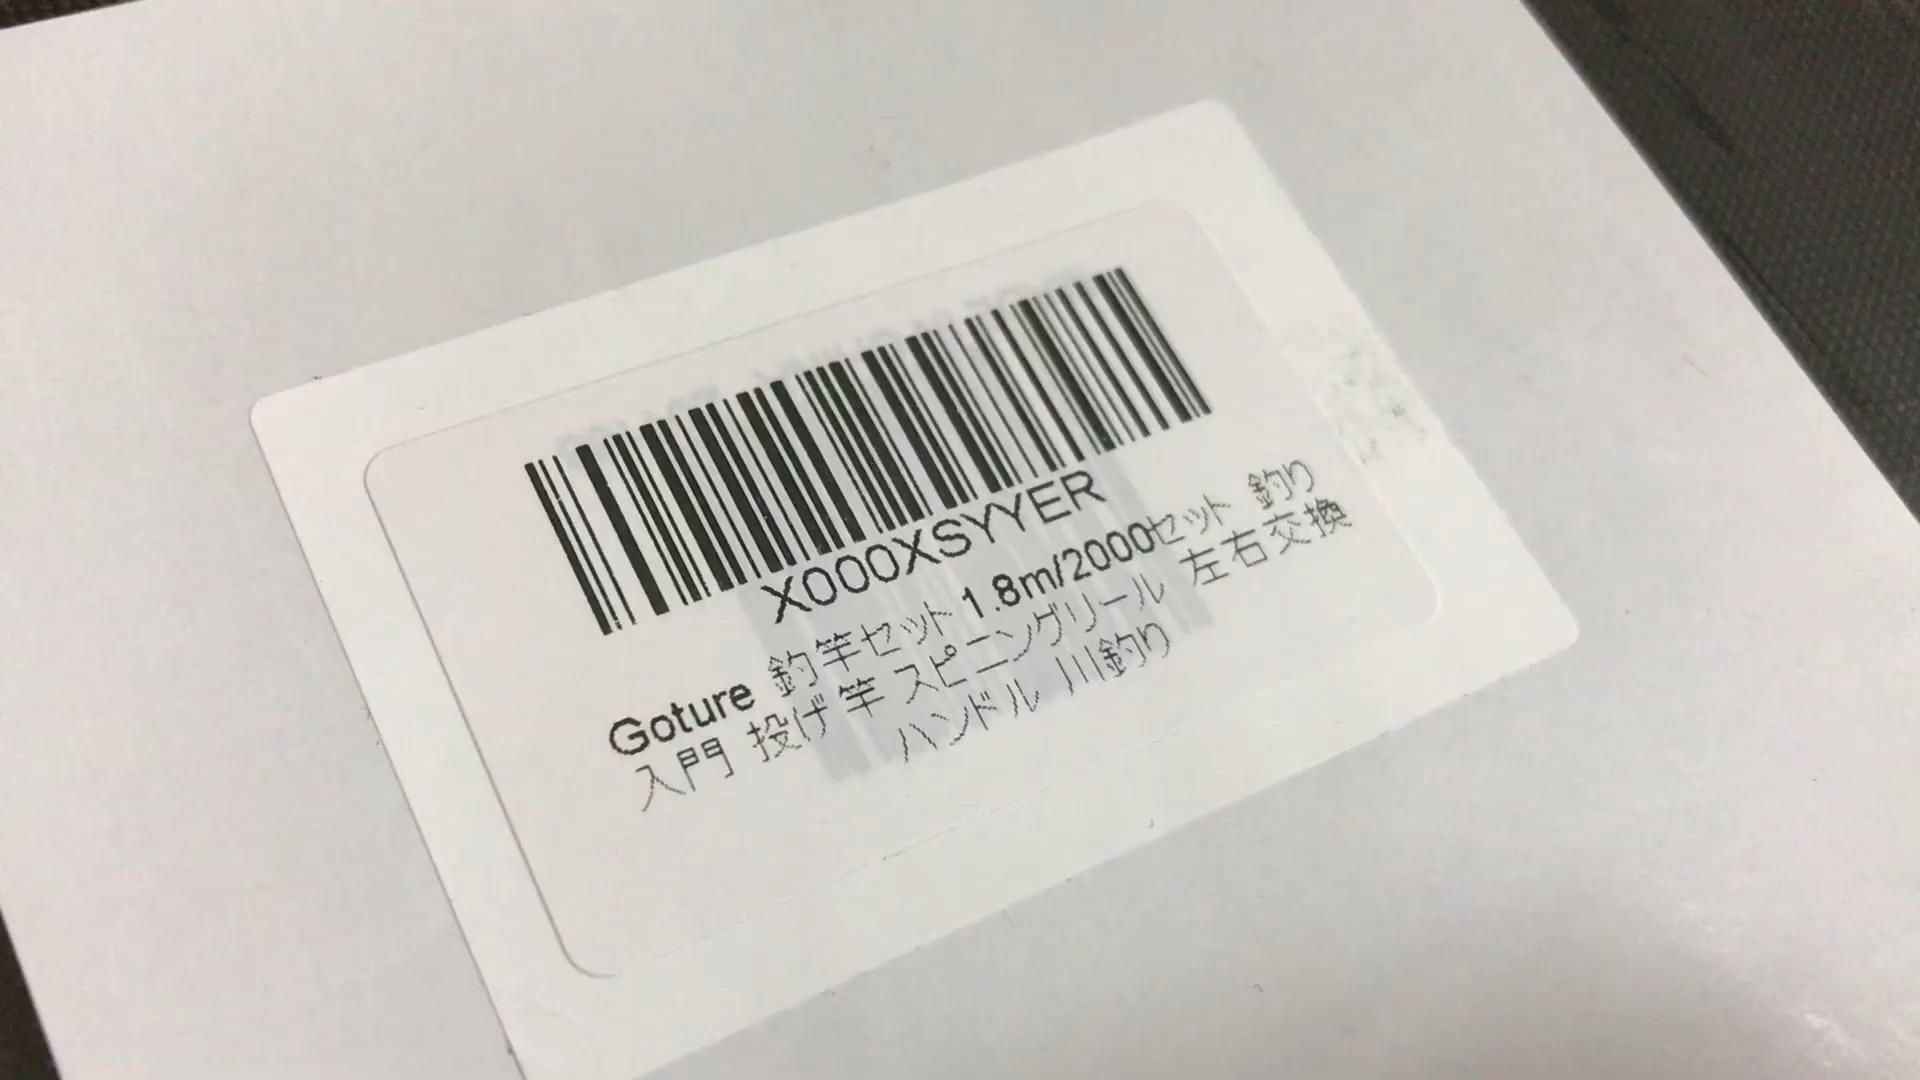 X000XSYYER
Goture 釣竿セット 1.8m/2000セット 釣り
入門 投げ竿 スピニングリール 左右交換
ハンドル 川釣り